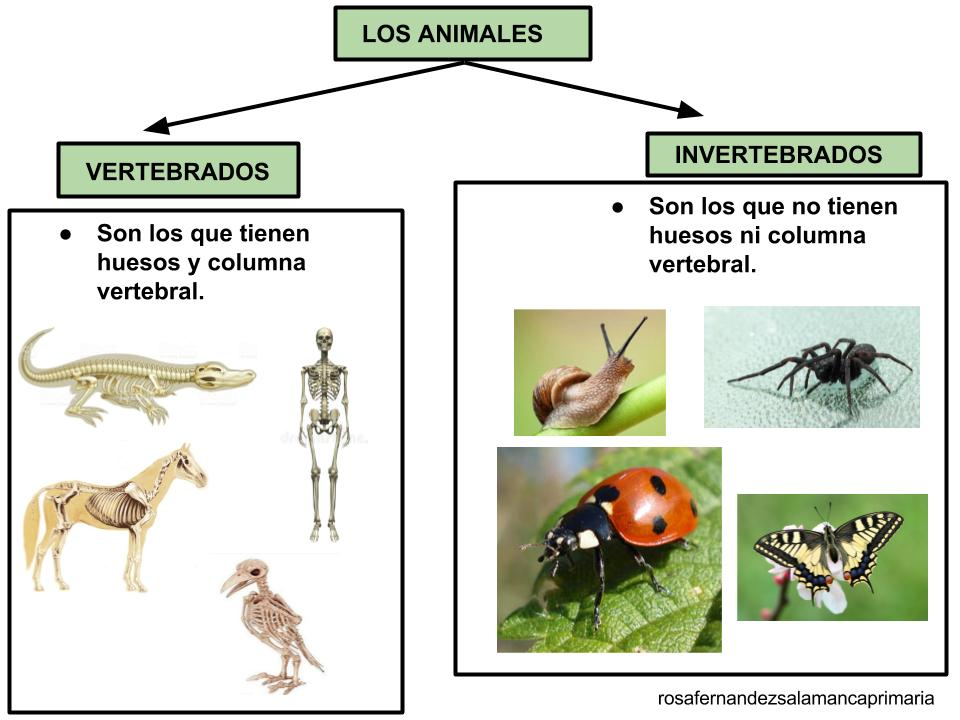 LOS ANIMALES
VERTEBRADOS
● Son los que tienen
huesos y columna
vertebral.
INVERTEBRADOS
● Son los que no tienen
huesos ni columna
vertebral.
rosafernandezsalamancaprimaria